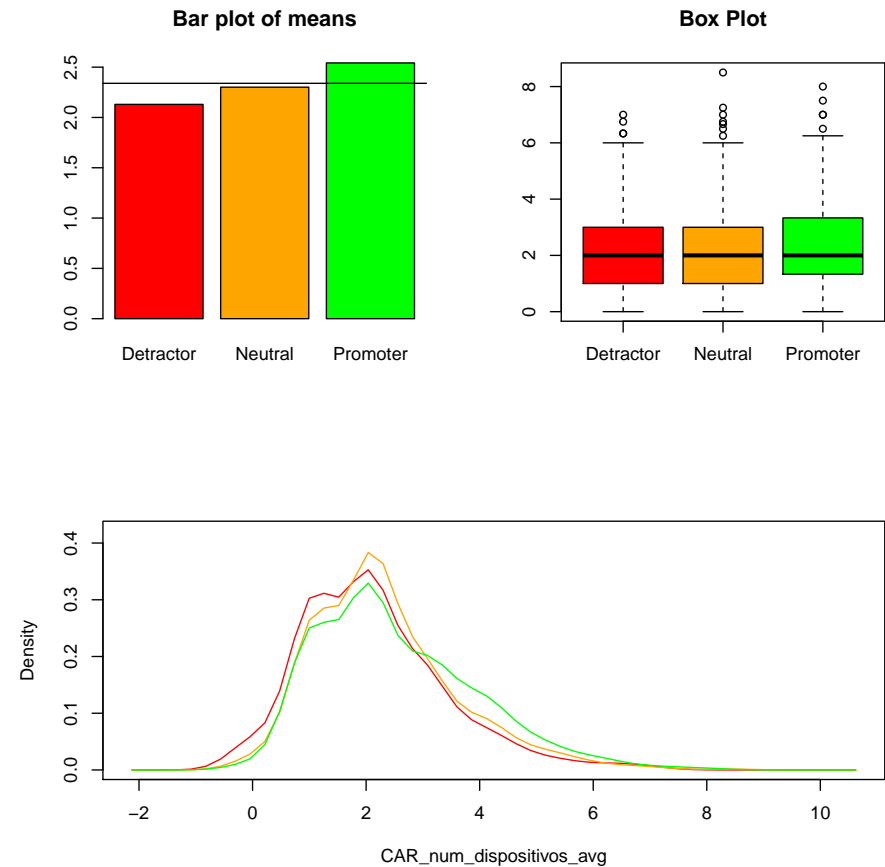 Bar plot of means
2.5
2.0
1.5
1.0
0.5
0.0
Detractor Neutral Promoter
Box Plot
8
6
4
2
0
Detractor Neutral Promoter
Density
0.4
0.3
0.2
0.1
0.0
−2 0 2 4 6 8 10
CAR_num_dispositivos_avg